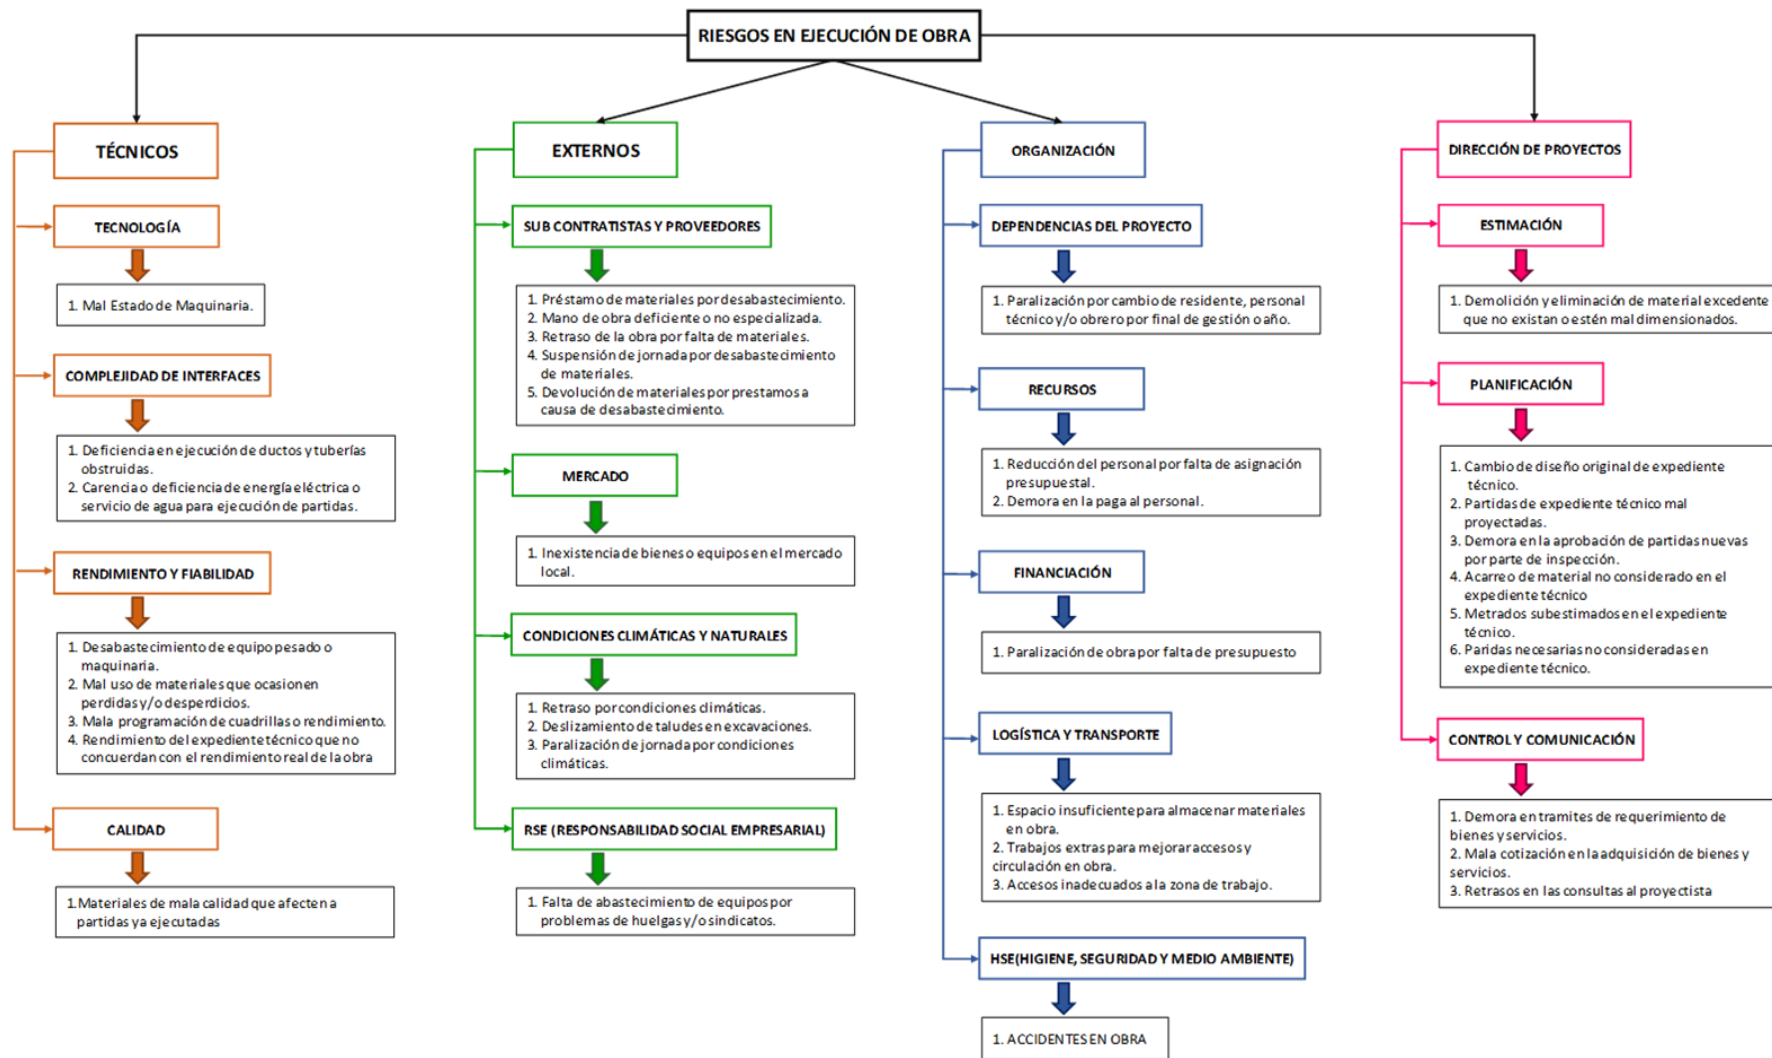 RIESGOS EN EJECUCIÓN DE OBRA
TÉCNICOS
TECNOLOGÍA
1. Mal Estado de Maquinaria.
COMPLEJIDAD DE INTERFACES
1. Deficiencia en ejecución de ductos y tuberías
obstruidas.
2. Carencia o deficiencia de energía eléctrica o
servicio de agua para ejecución de partidas.
RENDIMIENTO Y FIABILIDAD
1. Desabastecimiento de equipo pesado o
maquinaria.
2. Mal uso de materiales que ocasionen
perdidas y/o desperdicios.
3. Mala programación de cuadrillas o rendimiento.
4. Rendimiento del expediente técnico que no
concuerdan con el rendimiento real de la obra
CALIDAD
1.Materiales de mala calidad que afecten a
partidas ya ejecutadas
EXTERNOS
SUB CONTRATISTAS Y PROVEEDORES
1. Préstamo de materiales por desabastecimiento.
2. Mano de obra deficiente o no especializada.
3. Retraso de la obra por falta de materiales.
4. Suspensión de jornada por desabastecimiento
de materiales.
5. Devolución de materiales por prestamos a
causa de desabastecimiento.
MERCADO
1. Inexistencia de bienes o equipos en el mercado
local.
CONDICIONES CLIMÁTICAS Y NATURALES
1. Retraso por condiciones climáticas.
2. Deslizamiento de taludes en excavaciones.
3. Paralización de jornada por condiciones
climáticas.
RSE (RESPONSABILIDAD SOCIAL EMPRESARIAL)
1. Falta de abastecimiento de equipos por
problemas de huelgas y/o sindicatos.
ORGANIZACIÓN
DEPENDENCIAS DEL PROYECTO
1. Paralización por cambio de residente, personal
técnico y/o obrero por final de gestión o año.
RECURSOS
1. Reducción del personal por falta de asignación
presupuestal.
2. Demora en la paga al personal.
FINANCIACIÓN
1. Paralización de obra por falta de presupuesto
LOGÍSTICA Y TRANSPORTE
1. Espacio insuficiente para almacenar materiales
en obra.
2. Trabajos extras para mejorar accesos y
circulación en obra.
3. Accesos inadecuados a la zona de trabajo.
HSE(HIGIENE, SEGURIDAD Y MEDIO AMBIENTE)
1. ACCIDENTES EN OBRA
DIRECCIÓN DE PROYECTOS
ESTIMACIÓN
1. Demolición y eliminación de material excedente
que no existan o estén mal dimensionados.
PLANIFICACIÓN
1. Cambio de diseño original de expediente
técnico.
2. Partidas de expediente técnico mal
proyectadas.
3. Demora en la aprobación de partidas nuevas
por parte de inspección.
4. Acarreo de material no considerado en el
expediente técnico
5. Metrados subestimados en el expediente
técnico.
6. Paridas necesarias no consideradas en
expediente técnico.
CONTROL Y COMUNICACIÓN
1. Demora en tramites de requerimiento de
bienes y servicios.
2. Mala cotización en la adquisición de bienes y
servicios.
3. Retrasos en las consultas al proyectista